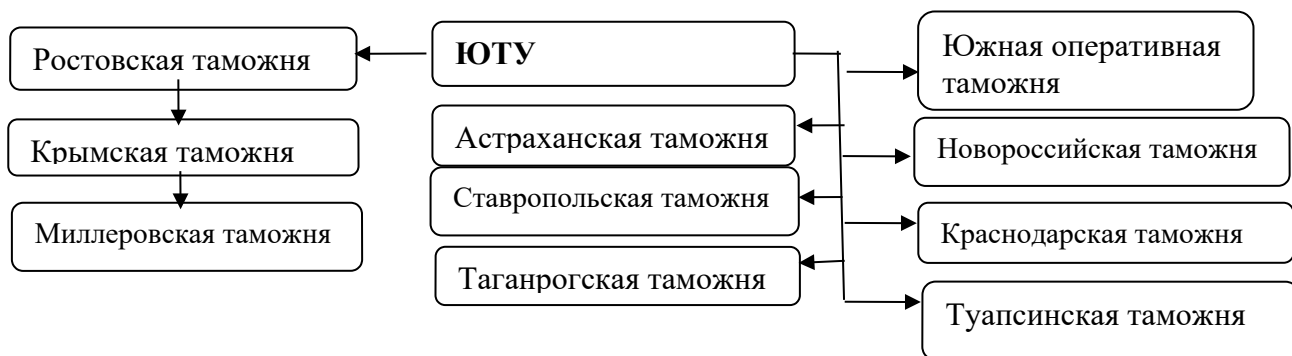 Ростовская таможня
Крымская таможня
Миллеровская таможня
ЮТУ
Астраханская таможня
Ставропольская таможня
Таганрогская таможня
Южная оперативная
таможня
Новороссийская таможня
Краснодарская таможня
Туапсинская таможня